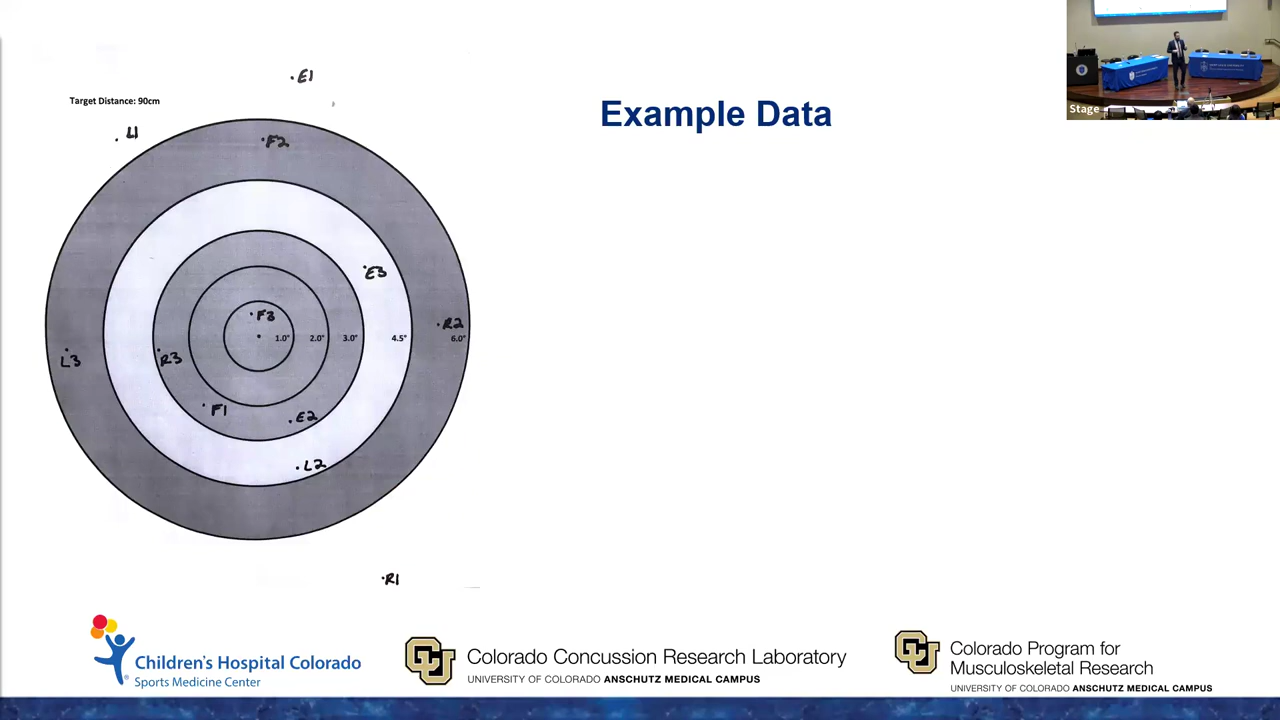 Example Data
Target Distance: 90cm
E1
L1
F2
E3
F3
R2
1.0° 2.0° 3.0° 4.5° 6.0°
L3
R3
F1
E2
L2
R1
Stage
Children's Hospital Colorado
Sports Medicine Center
CU
Colorado Concussion Research Laboratory
UNIVERSITY OF COLORADO ANSCHUTZ MEDICAL CAMPUS
CU
Colorado Program for
Musculoskeletal Research
UNIVERSITY OF COLORADO ANSCHUTZ MEDICAL CAMPUS